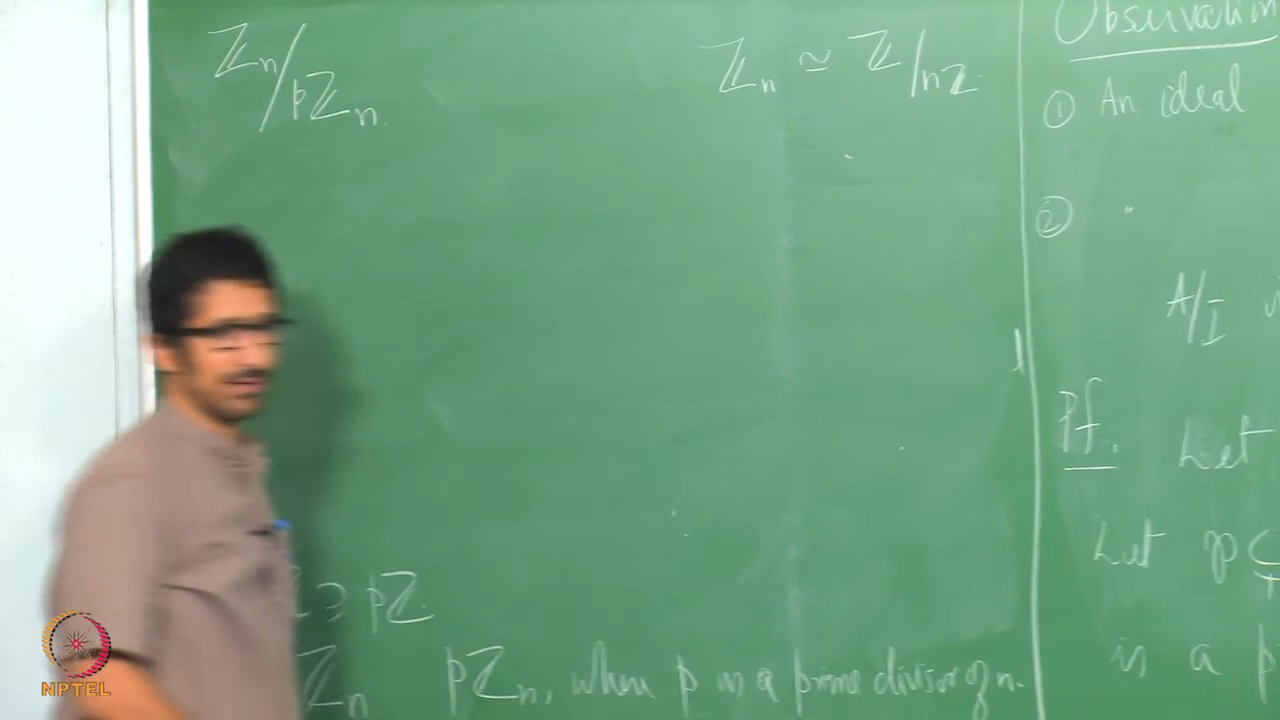 ℤₙ/pℤₙ.
ℤₙ ≃ ℤ/nℤ.
⊇ pℤ.
ℤₙ pℤₙ, when p is a prime divisor of n.
Observation
① An ideal
② "
A/I
Pf. Let
Let p ⊊
is a p
NPTEL